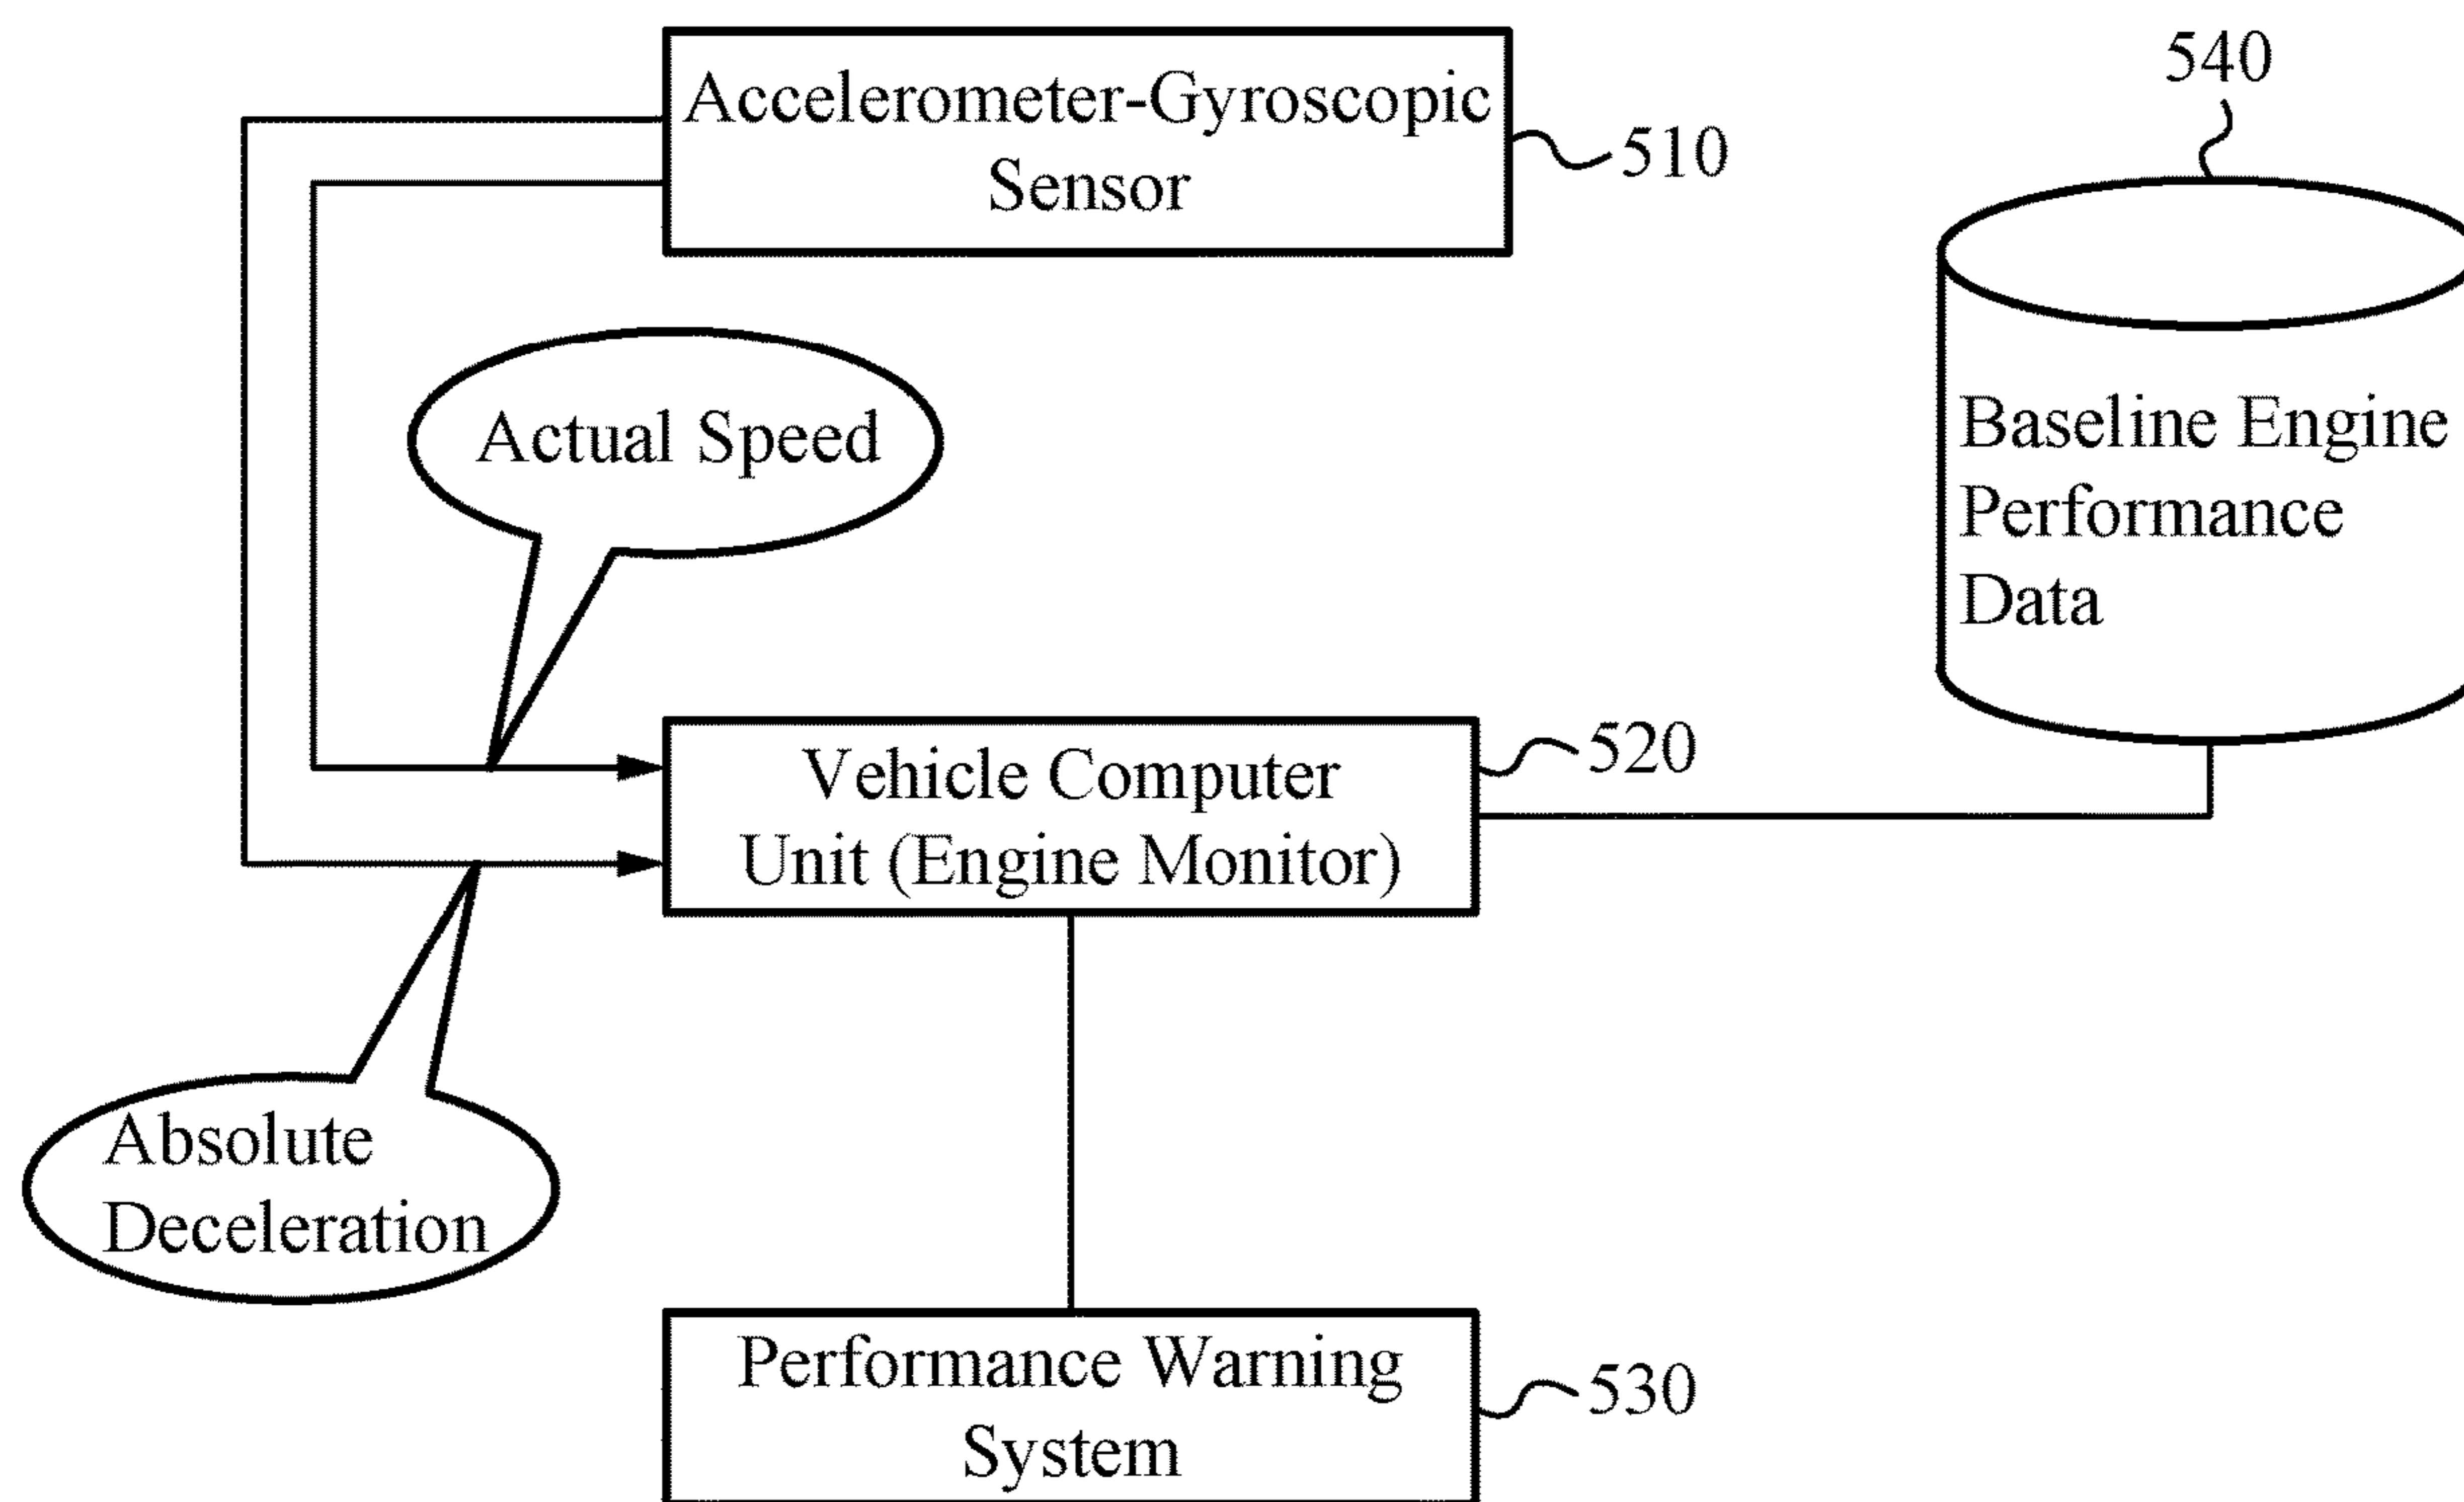 Accelerometer-Gyroscopic
Sensor
510
540
Actual Speed
Baseline Engine
Performance
Data
Vehicle Computer
Unit (Engine Monitor)
520
Absolute
Deceleration
Performance Warning
System
530